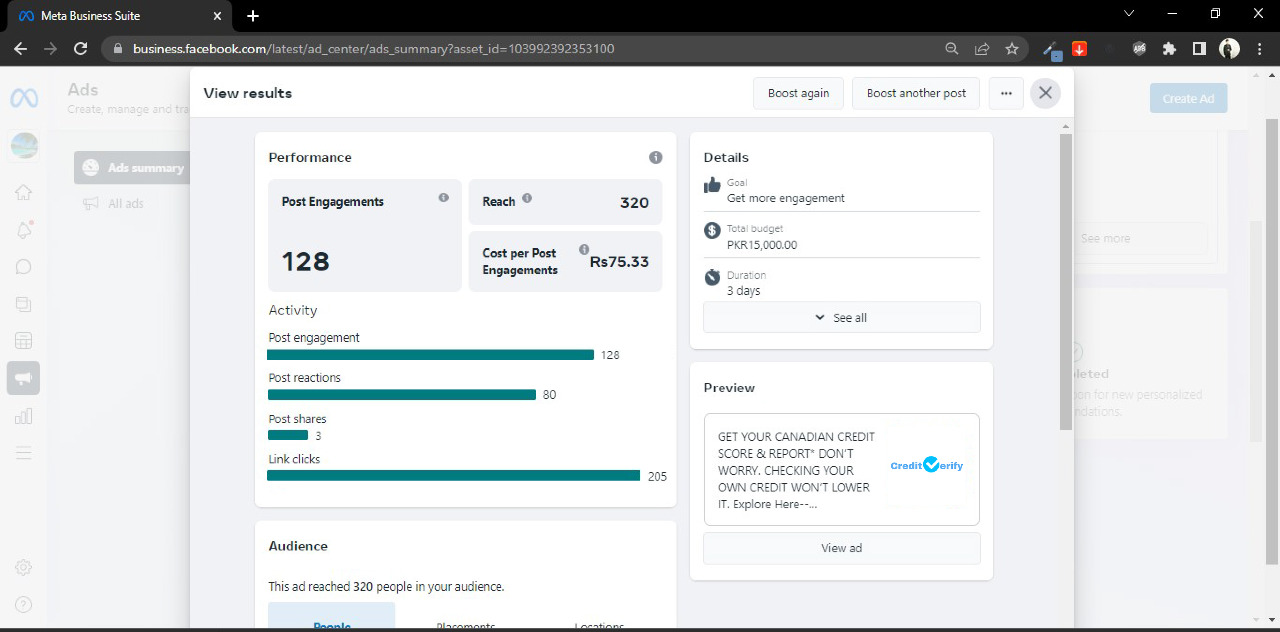 Meta Business Suite
business.facebook.com/latest/ad_center/ads_summary?asset_id=103992392353100
Ads
Create, manage and tra
Ads summary
All ads
View results
Boost again
Boost another post
Create Ad
Performance
Post Engagements
128
Reach
320
Cost per Post
Engagements
Rs75.33
Activity
Post engagement
128
Post reactions
80
Post shares
3
Link clicks
205
Audience
This ad reached 320 people in your audience.
People
Placements
Locations
Details
Goal
Get more engagement
Total budget
PKR15,000.00
Duration
3 days
See all
Preview
GET YOUR CANADIAN CREDIT
SCORE & REPORT* DON'T
WORRY. CHECKING YOUR
OWN CREDIT WON'T LOWER
IT. Explore Here--...
Credit Verify
View ad
See more
leted
on for new personalized
ndations.